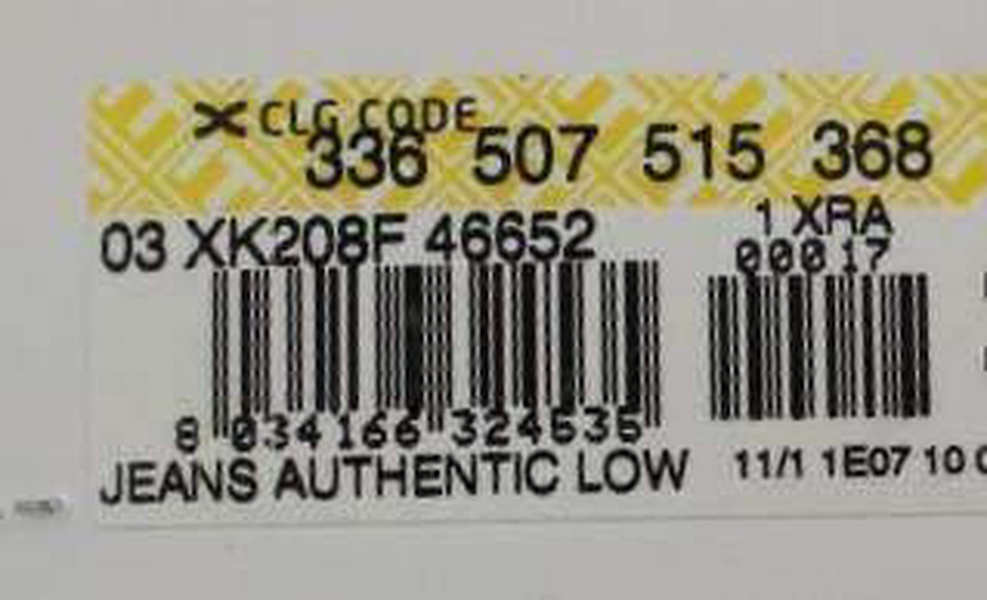 CLG CODE
336 507 515 368
03 XK208F 46652
1 XRA
00017
8 034166 324535
JEANS AUTHENTIC LOW
11/1 1E07 10